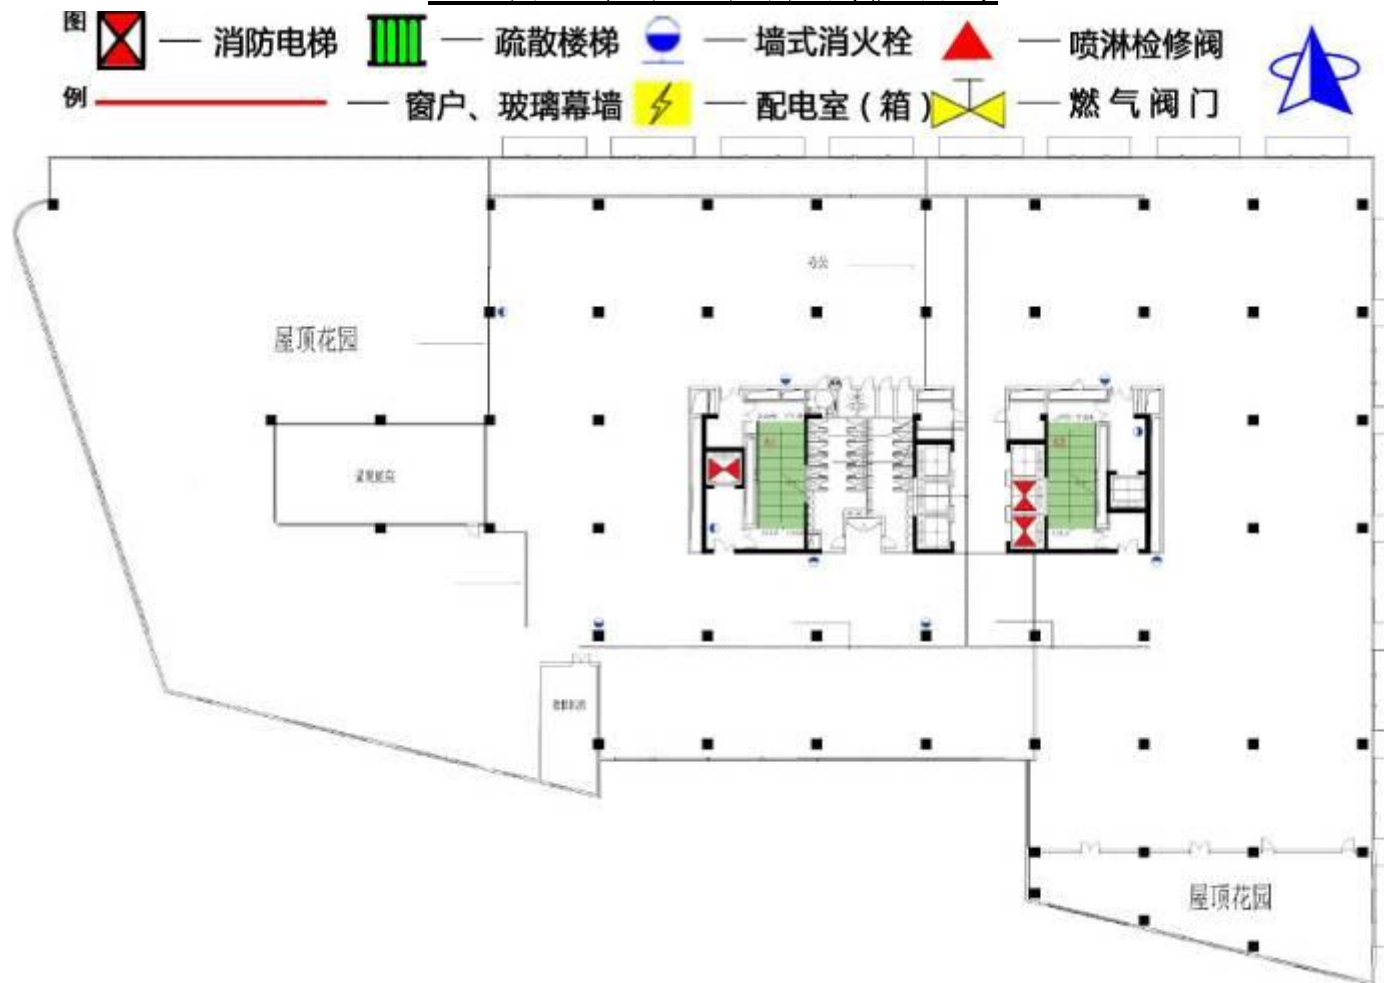 图 消防电梯 疏散楼梯 墙式消火栓 喷淋检修阀
例 窗户、玻璃幕墙 配电室（箱） 燃气阀门
办公
屋顶花园
屋顶花园